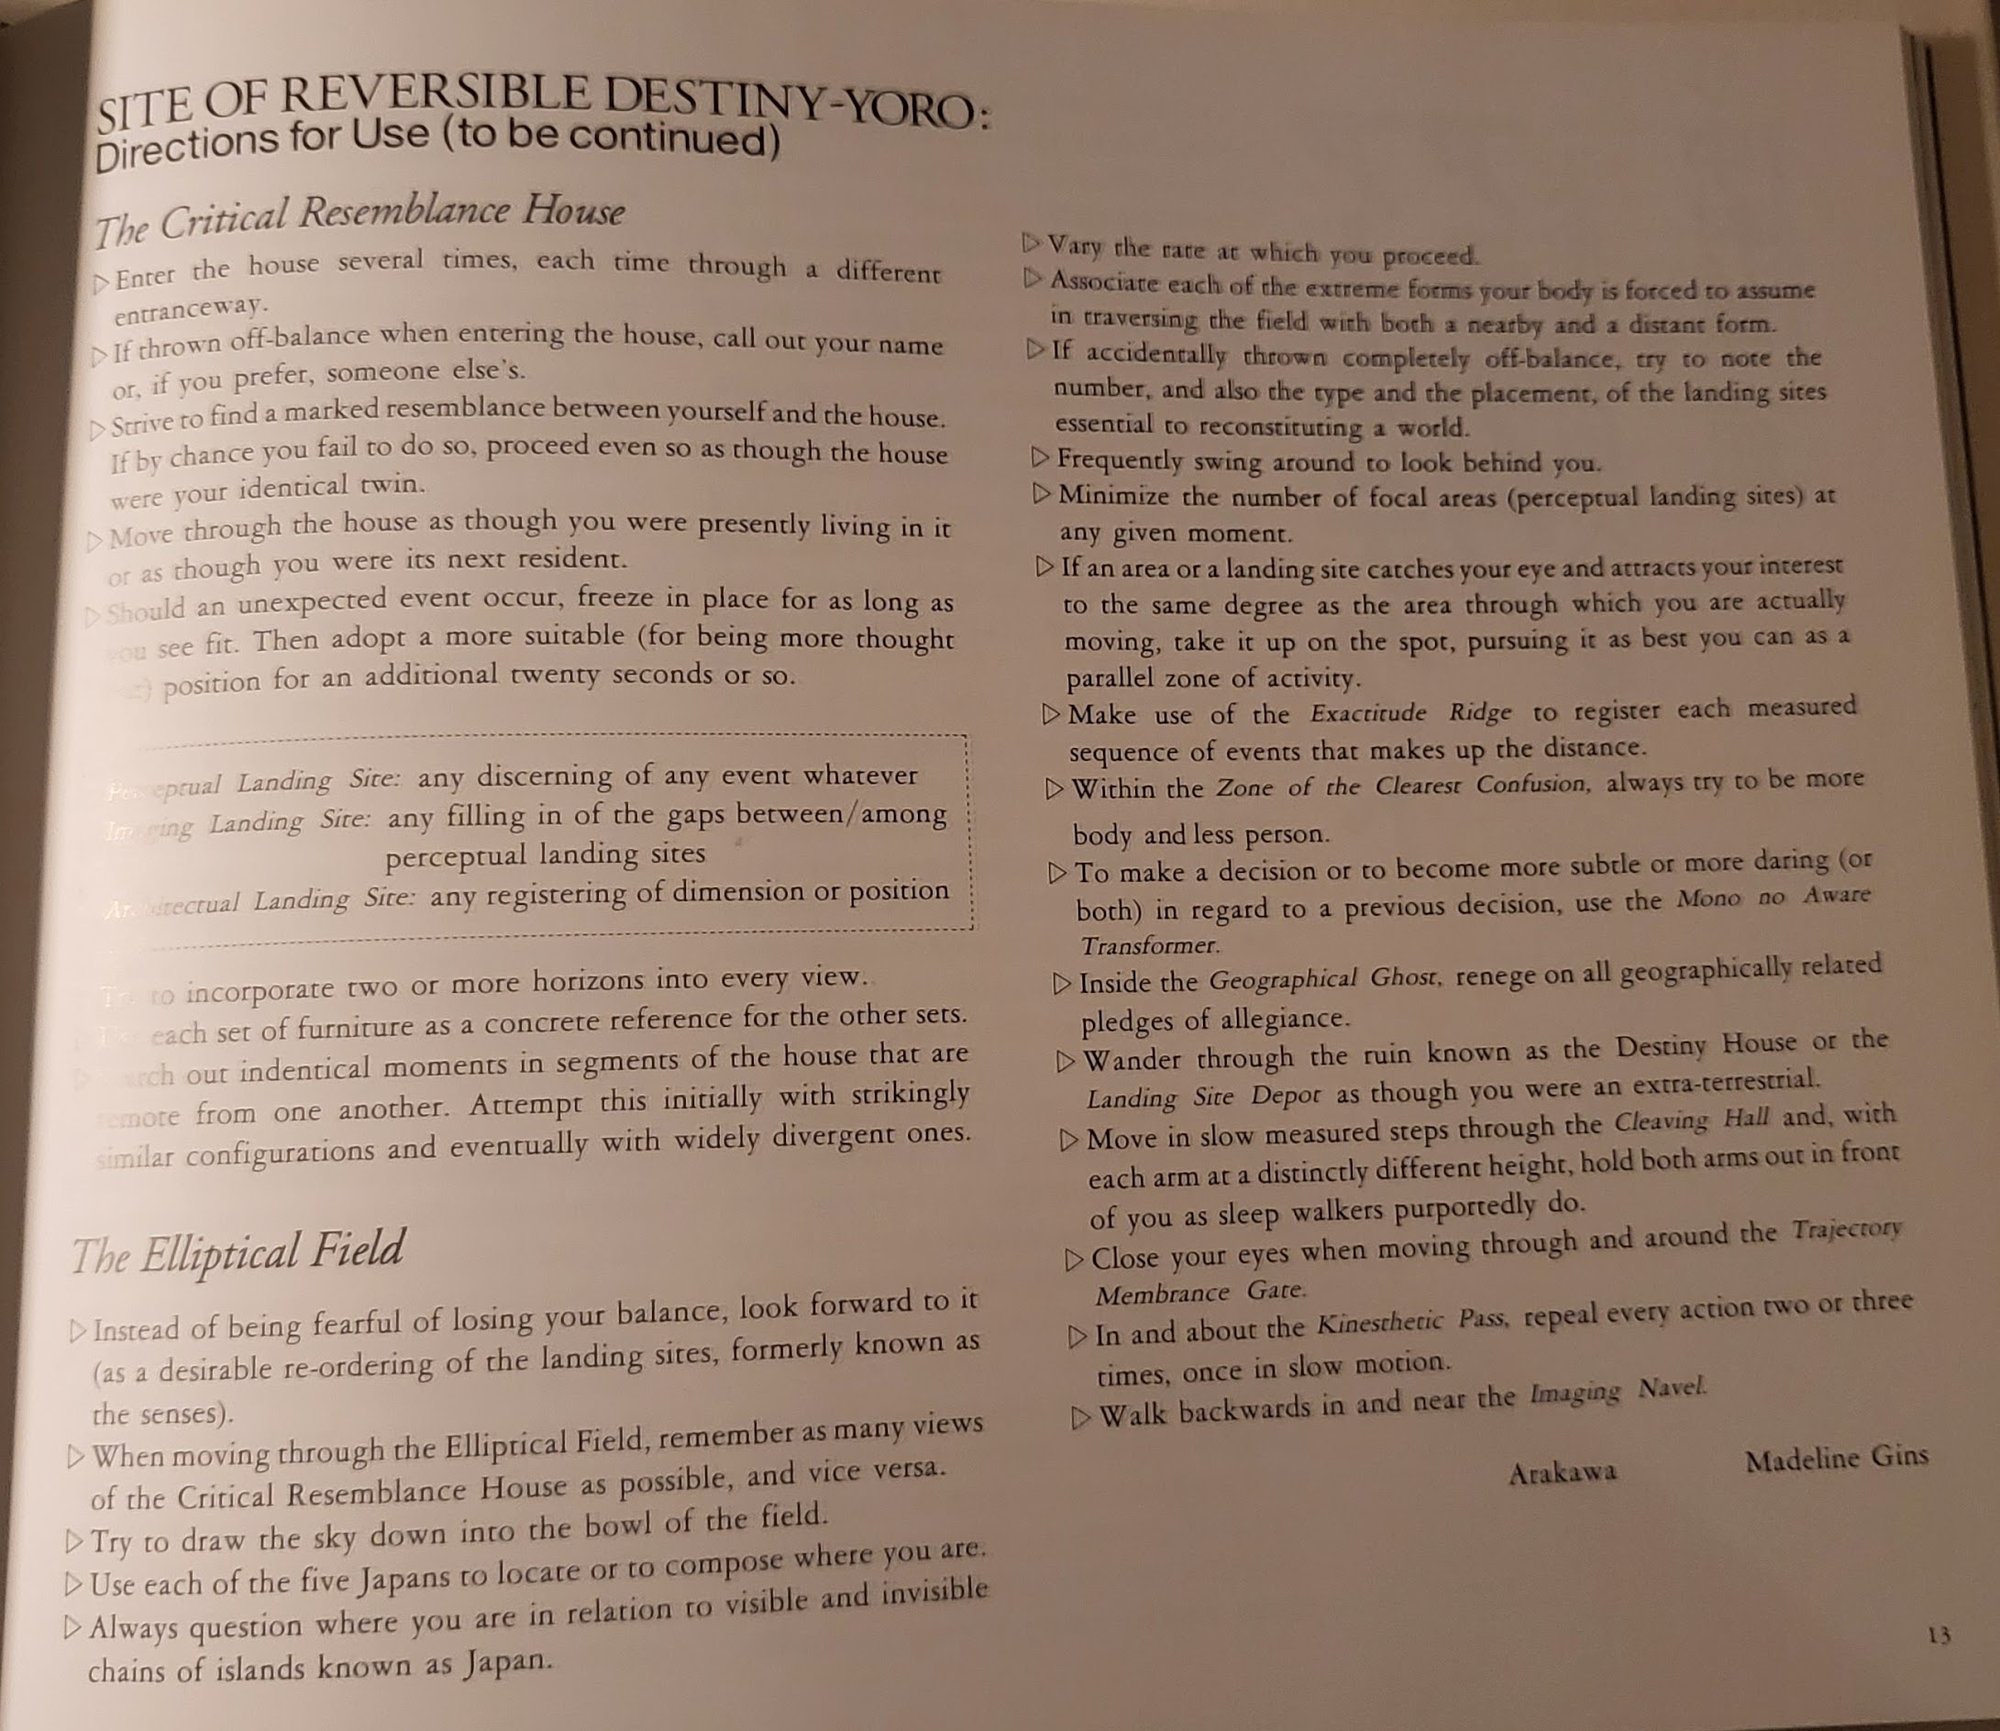 SITE OF REVERSIBLE DESTINY-YORO:
Directions for Use (to be continued)
The Critical Resemblance House
▷Enter the house several times, each time through a different
entranceway.
▷If thrown off-balance when entering the house, call out your name
or, if you prefer, someone else's.
▷Strive to find a marked resemblance between yourself and the house.
If by chance you fail to do so, proceed even so as though the house
were your identical twin.
▷Move through the house as though you were presently living in it
or as though you were its next resident.
▷Should an unexpected event occur, freeze in place for as long as
you see fit. Then adopt a more suitable (for being more thought
position for an additional twenty seconds or so.
Perceptual Landing Site: any discerning of any event whatever
Imaging Landing Site: any filling in of the gaps between/among
perceptual landing sites
Architectual Landing Site: any registering of dimension or position
to incorporate two or more horizons into every view.
each set of furniture as a concrete reference for the other sets.
out indentical moments in segments of the house that are
remote from one another. Attempt this initially with strikingly
similar configurations and eventually with widely divergent ones.
The Elliptical Field
▷Instead of being fearful of losing your balance, look forward to it
(as a desirable re-ordering of the landing sites, formerly known as
the senses).
▷When moving through the Elliptical Field, remember as many views
of the Critical Resemblance House as possible, and vice versa.
▷Try to draw the sky down into the bowl of the field.
▷Use each of the five Japans to locate or to compose where you are.
▷Always question where you are in relation to visible and invisible
chains of islands known as Japan.
▷Vary the rate at which you proceed.
▷Associate each of the extreme forms your body is forced to assume
in traversing the field with both a nearby and a distant form.
▷If accidentally thrown completely off-balance, try to note the
number, and also the type and the placement, of the landing sites
essential to reconstituting a world.
▷Frequently swing around to look behind you.
▷Minimize the number of focal areas (perceptual landing sites) at
any given moment.
▷If an area or a landing site catches your eye and attracts your interest
to the same degree as the area through which you are actually
moving, take it up on the spot, pursuing it as best you can as a
parallel zone of activity.
▷Make use of the Exactitude Ridge to register each measured
sequence of events that makes up the distance.
▷Within the Zone of the Clearest Confusion, always try to be more
body and less person.
▷To make a decision or to become more subtle or more daring (or
both) in regard to a previous decision, use the Mono no Aware
Transformer.
▷Inside the Geographical Ghost, renege on all geographically related
pledges of allegiance.
▷Wander through the ruin known as the Destiny House or the
Landing Site Depot as though you were an extra-terrestrial.
▷Move in slow measured steps through the Cleaving Hall and, with
each arm at a distinctly different height, hold both arms out in front
of you as sleep walkers purportedly do.
▷Close your eyes when moving through and around the Trajectory
Membrance Gate.
▷In and about the Kinesthetic Pass, repeal every action two or three
times, once in slow motion.
▷Walk backwards in and near the Imaging Navel.
Arakawa Madeline Gins
13